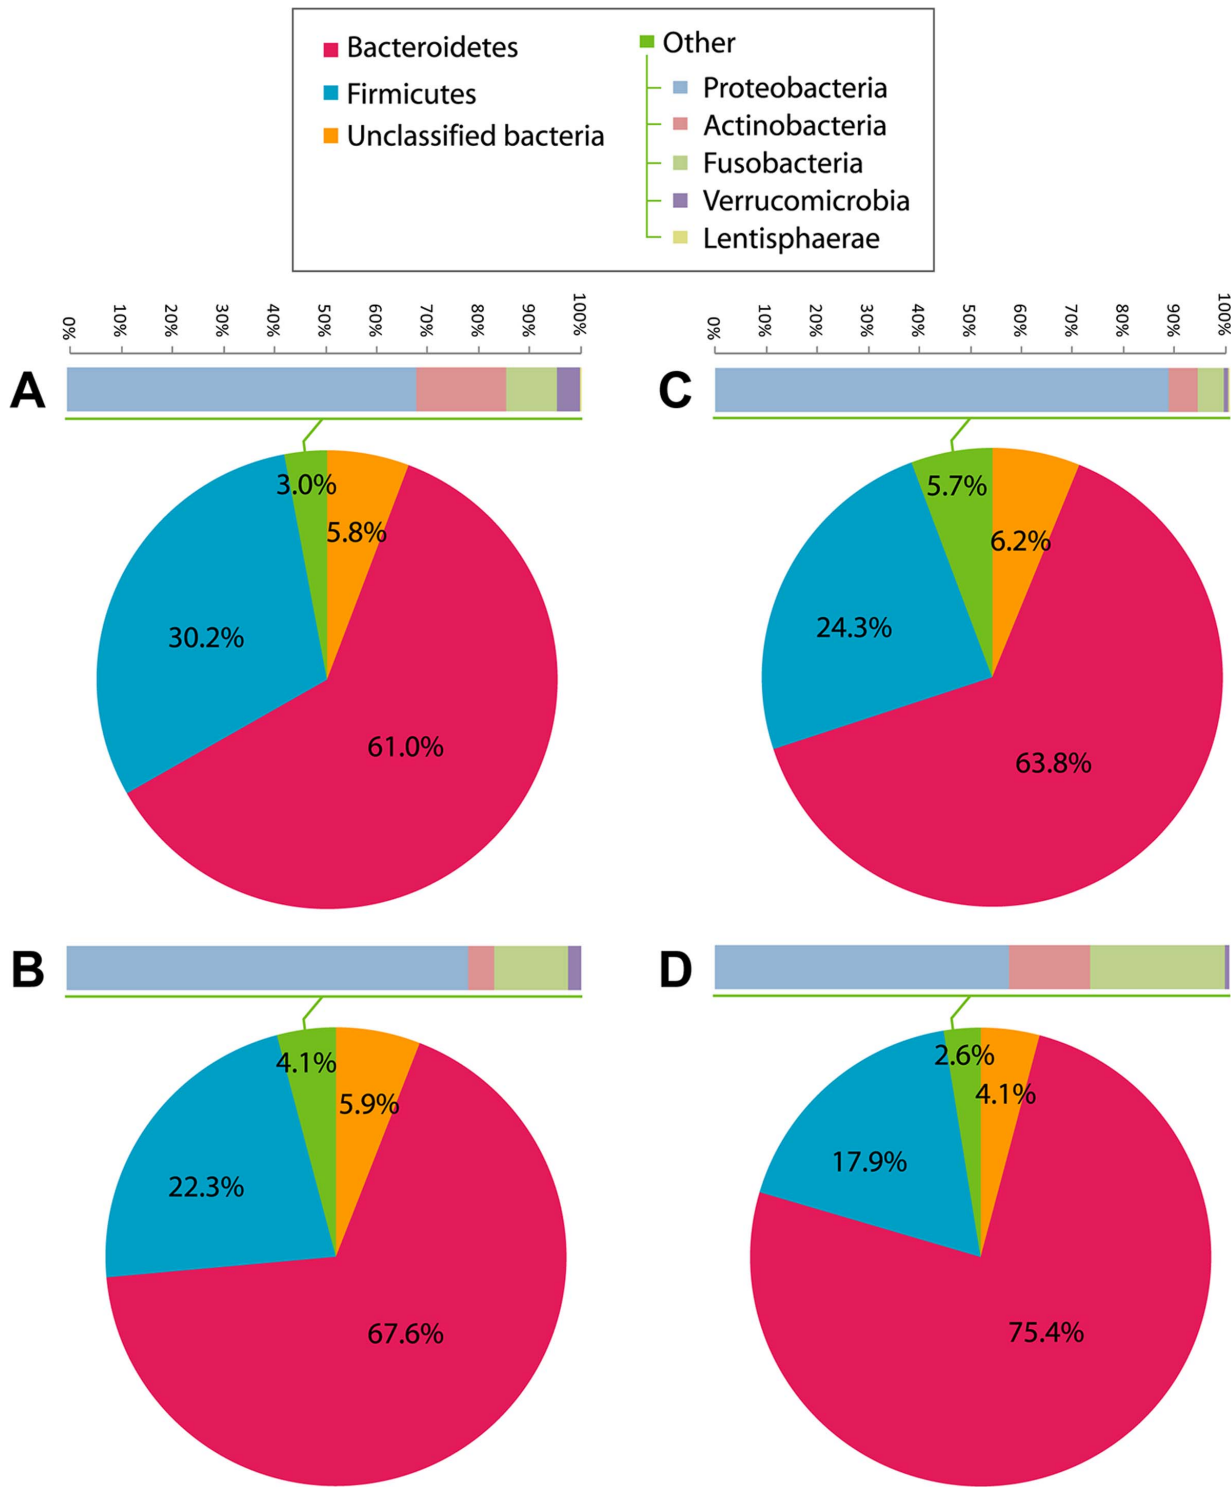 Bacteroidetes
Firmicutes
Unclassified bacteria
Other
Proteobacteria
Actinobacteria
Fusobacteria
Verrucomicrobia
Lentisphaerae
0% 10% 20% 30% 40% 50% 60% 70% 80% 90% 100%
A
3.0%
5.8%
30.2%
61.0%
0% 10% 20% 30% 40% 50% 60% 70% 80% 90% 100%
C
5.7%
6.2%
24.3%
63.8%
B
4.1%
5.9%
22.3%
67.6%
D
2.6%
4.1%
17.9%
75.4%